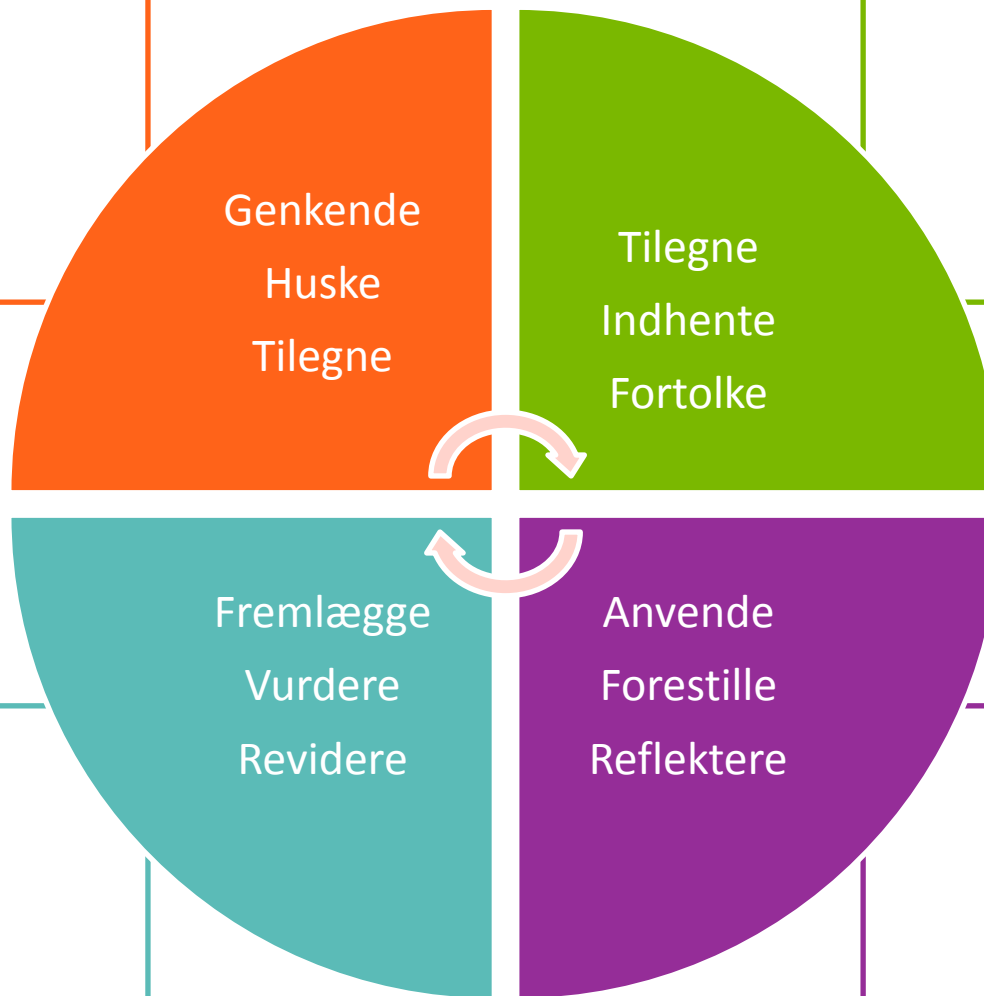 Genkende
Huske
Tilegne
Tilegne
Indhente
Fortolke
Fremlægge
Vurdere
Revidere
Anvende
Forestille
Reflektere